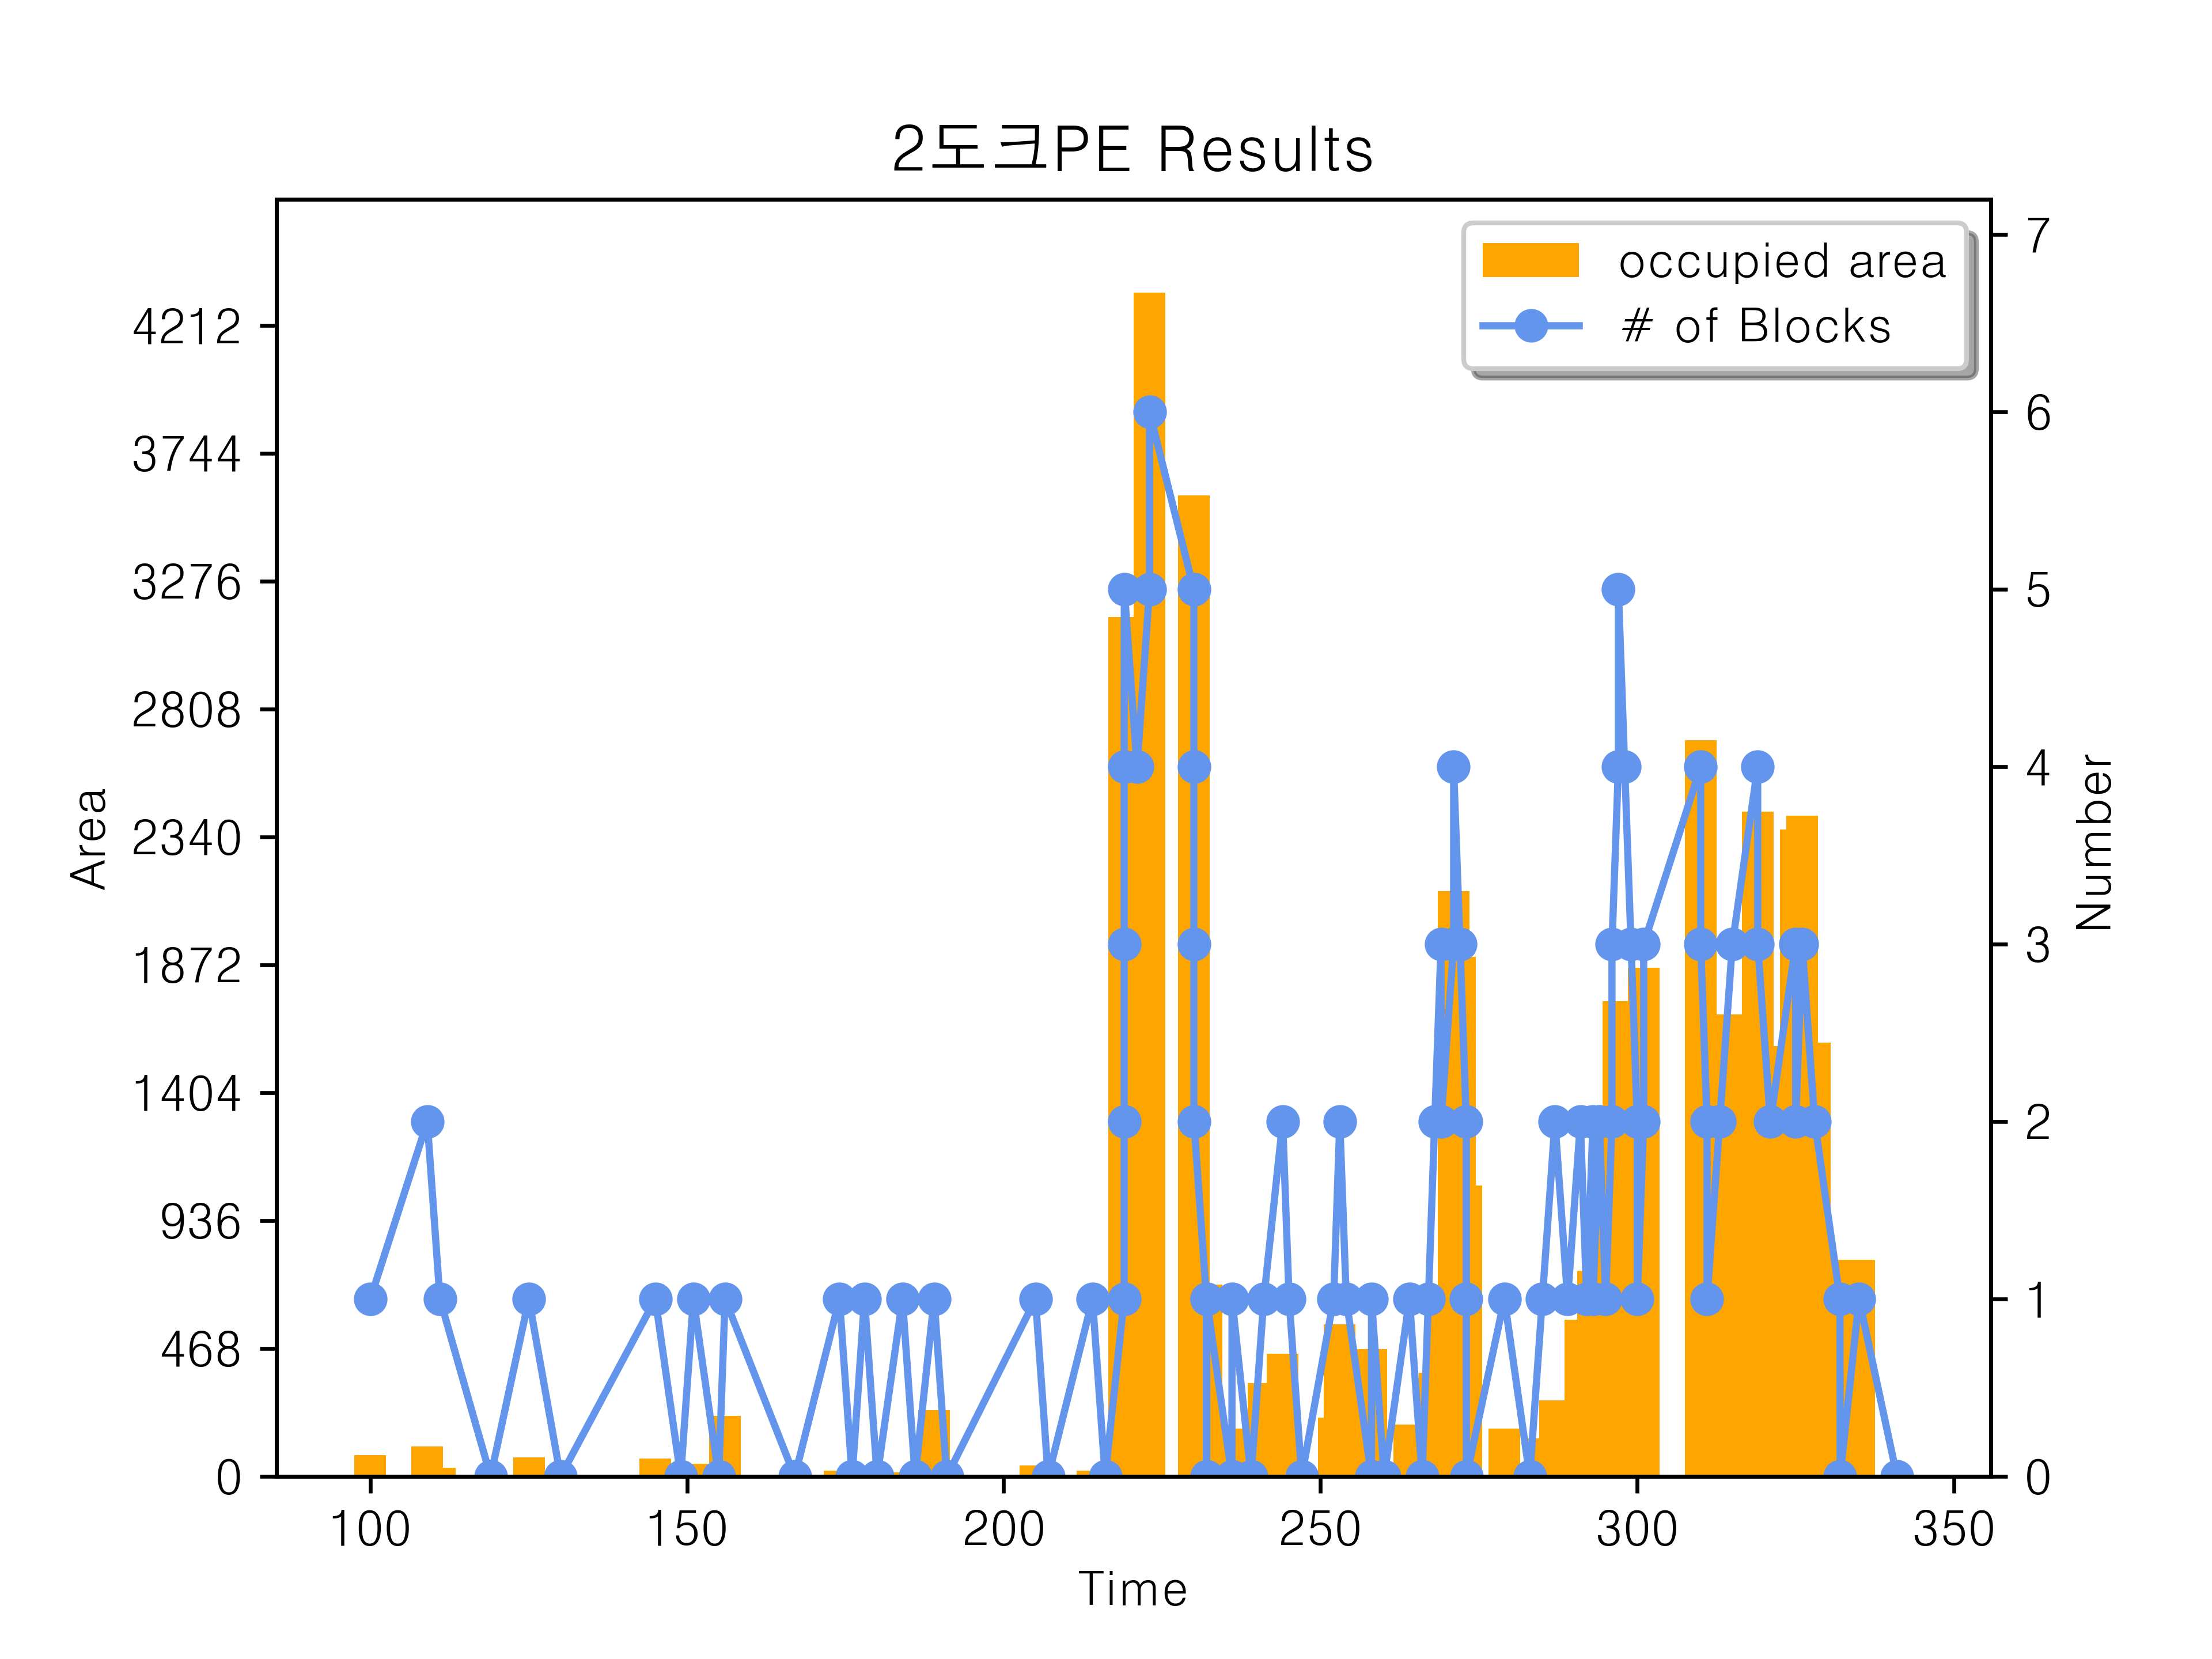 2도크PE Results
occupied area
# of Blocks
7
6
5
4
3
2
1
0
Number
4212
3744
3276
2808
2340
1872
1404
936
468
0
Area
100 150 200 250 300 350
Time